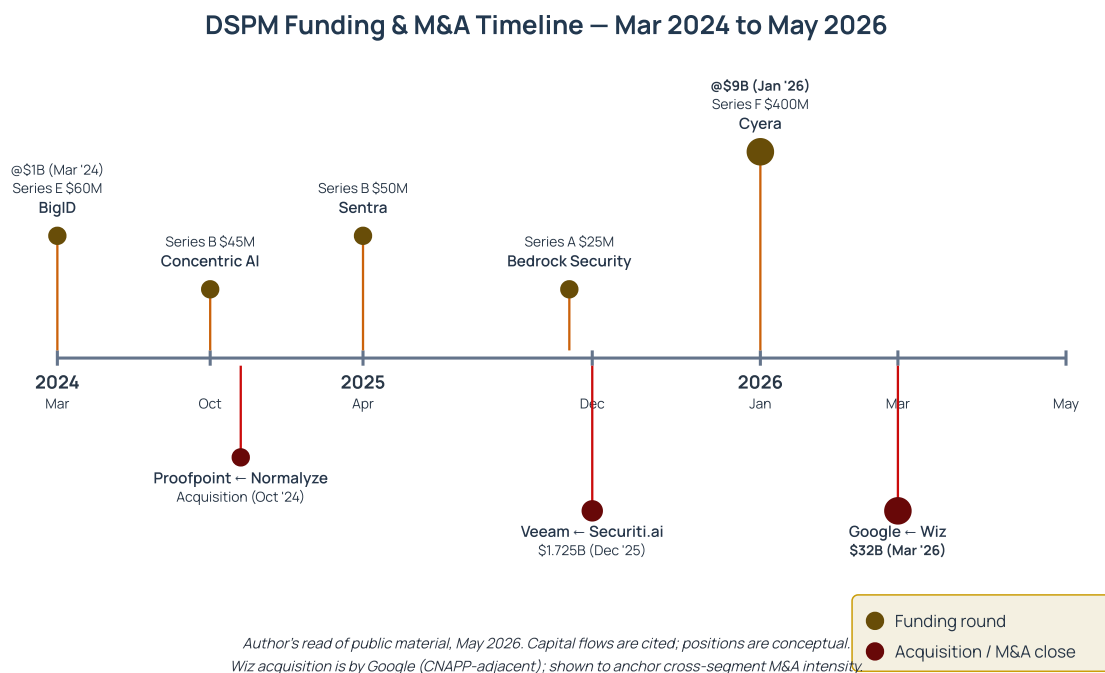 DSPM Funding & M&A Timeline — Mar 2024 to May 2026
@$9B (Jan '26)
Series F $400M
Cyera
@$1B (Mar '24)
Series E $60M
BigID
Series B $50M
Sentra
Series B $45M
Concentric AI
Series A $25M
Bedrock Security
2024
2025
2026
Mar
Oct
Apr
Dec
Jan
Mar
May
Proofpoint ← Normalyze
Acquisition (Oct '24)
Veeam ← Securiti.ai
$1.725B (Dec '25)
Google ← Wiz
$32B (Mar '26)
Funding round
Acquisition / M&A close
Author's read of public material, May 2026. Capital flows are cited; positions are conceptual.
Wiz acquisition is by Google (CNAPP-adjacent); shown to anchor cross-segment M&A intensity.